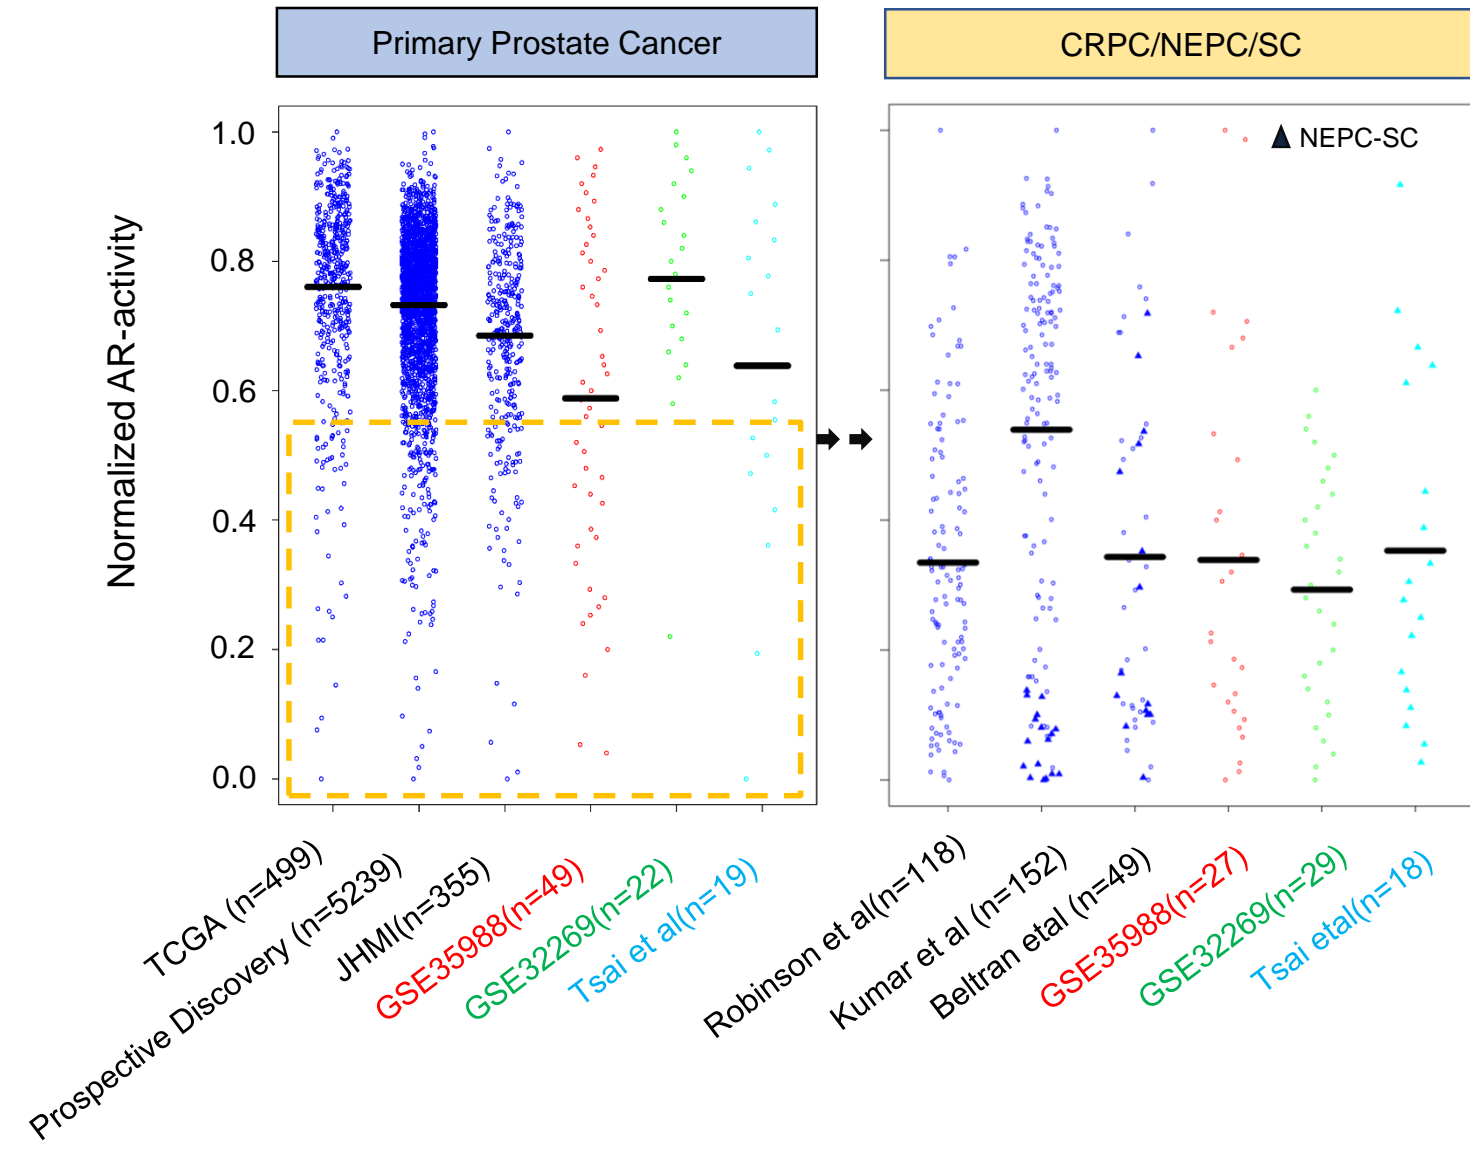 Primary Prostate Cancer
CRPC/NEPC/SC
Normalized AR-activity
1.0
0.8
0.6
0.4
0.2
0.0
NEPC-SC
TCGA (n=499)
Prospective Discovery (n=5239)
JHMI(n=355)
GSE35988(n=49)
GSE32269(n=22)
Tsai et al(n=19)
Robinson et al(n=118)
Kumar et al (n=152)
Beltran etal (n=49)
GSE35988(n=27)
GSE32269(n=29)
Tsai etal(n=18)